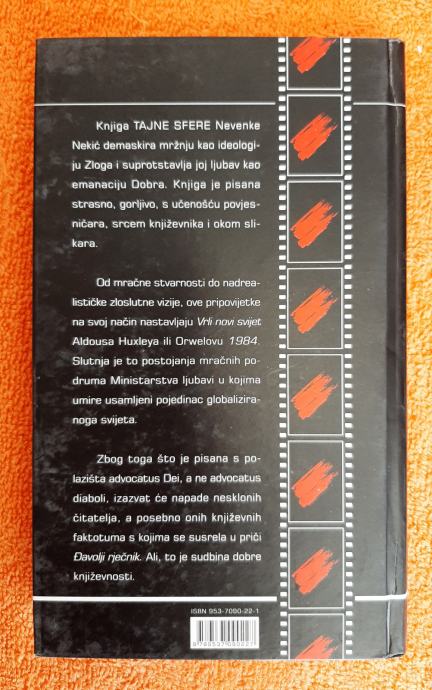 Knjiga TAJNE SFERE Nevenke
Nekić demaskira mržnju kao ideologi-
ju Zloga i suprotstavlja joj ljubav kao
emanaciju Dobra. Knjiga je pisana
strasno, gorljivo, s učenošću povjes-
ničara, srcem književnika i okom sli-
kara.
Od mračne stvarnosti do nadrea-
lističke zloslutne vizije, ove pripovijetke
na svoj način nastavljaju Vrli novi svijet
Aldousa Huxleya ili Orwelovu 1984.
Slutnja je to postojanja mračnih po-
druma Ministarstva ljubavi u kojima
umire usamljeni pojedinac globalizira-
noga svijeta.
Zbog toga što je pisana s po-
lazišta advocatus Dei, a ne advocatus
diaboli, izazvat će napade nesklonih
čitatelja, a posebno onih književnih
faktotuma s kojima se susrela u priči
Đavolji rječnik. Ali, to je sudbina dobre
književnosti.
ISBN 953-7090-22-1
9 789537 090227